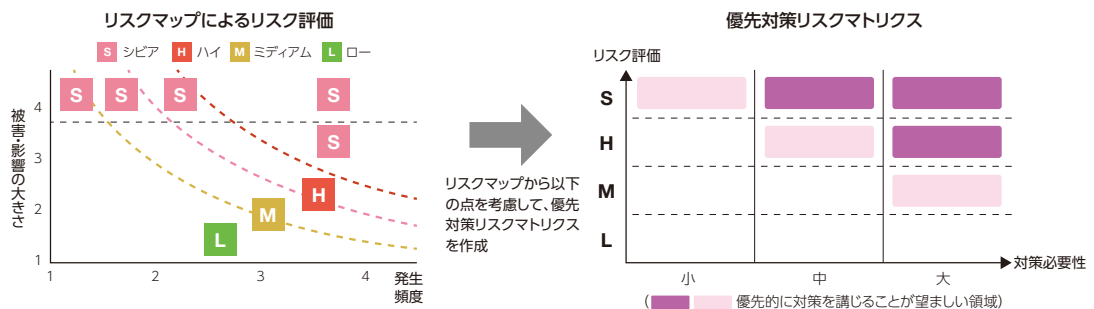 リスクマップによるリスク評価
S シビア H ハイ M ミディアム L ロー
被害・影響の大きさ
4
3
2
1
S S S S
S
H
M
L
1 2 3 4
発生
頻度
リスクマップから以下
の点を考慮して、優先
対策リスクマトリクス
を作成
優先対策リスクマトリクス
リスク評価
S
H
M
L
小 中 大
対策必要性
( 優先的に対策を講じることが望ましい領域)